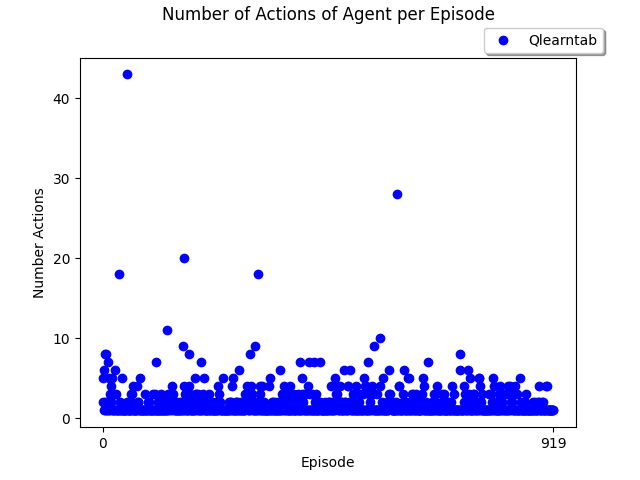 Number of Actions of Agent per Episode
Qlearntab
40
30
20
10
0
Number Actions
0 919
Episode